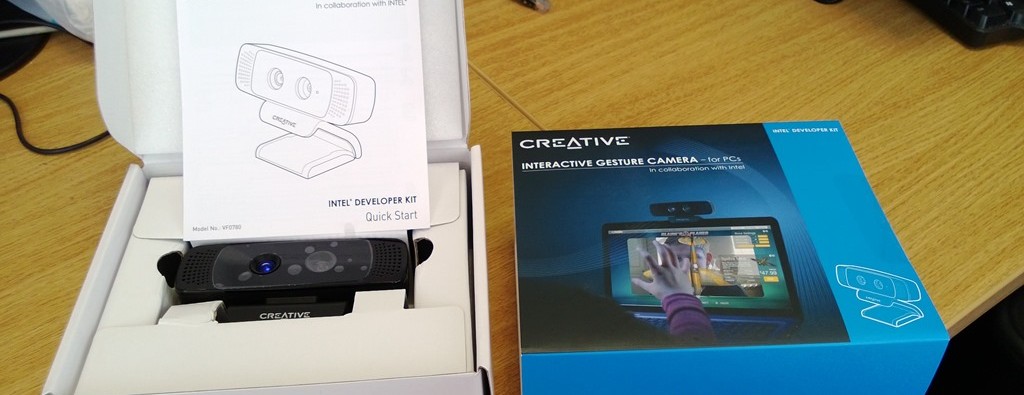 In collaboration with INTEL®
CREATIVE
INTEL® DEVELOPER KIT
Quick Start
Model No.: VF0780
CREATIVE
CREATIVE
INTERACTIVE GESTURE CAMERA – for PCs
In collaboration with Intel
INTEL® DEVELOPER KIT